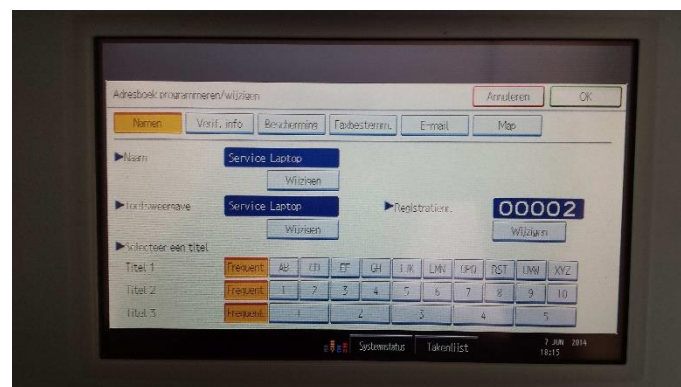 Adresboek programmeren/wijzigen Annuleren OK
Namen Verif. info Bescherming Faxbestemm. E-mail Map
►Naam Service Laptop
Wijzigen
►Toetsweergave Service Laptop ►Registratienr. 00002
Wijzigen Wijzigen
►Selecteer een titel
Titel 1 Frequent AB CD EF GH IJK LMN OPQ RST UVW XYZ
Titel 2 Frequent 1 2 3 4 5 6 7 8 9 10
Titel 3 Frequent 1 2 3 4 5
Systeemstatus Takenlijst 7 JUN 2014
18:15